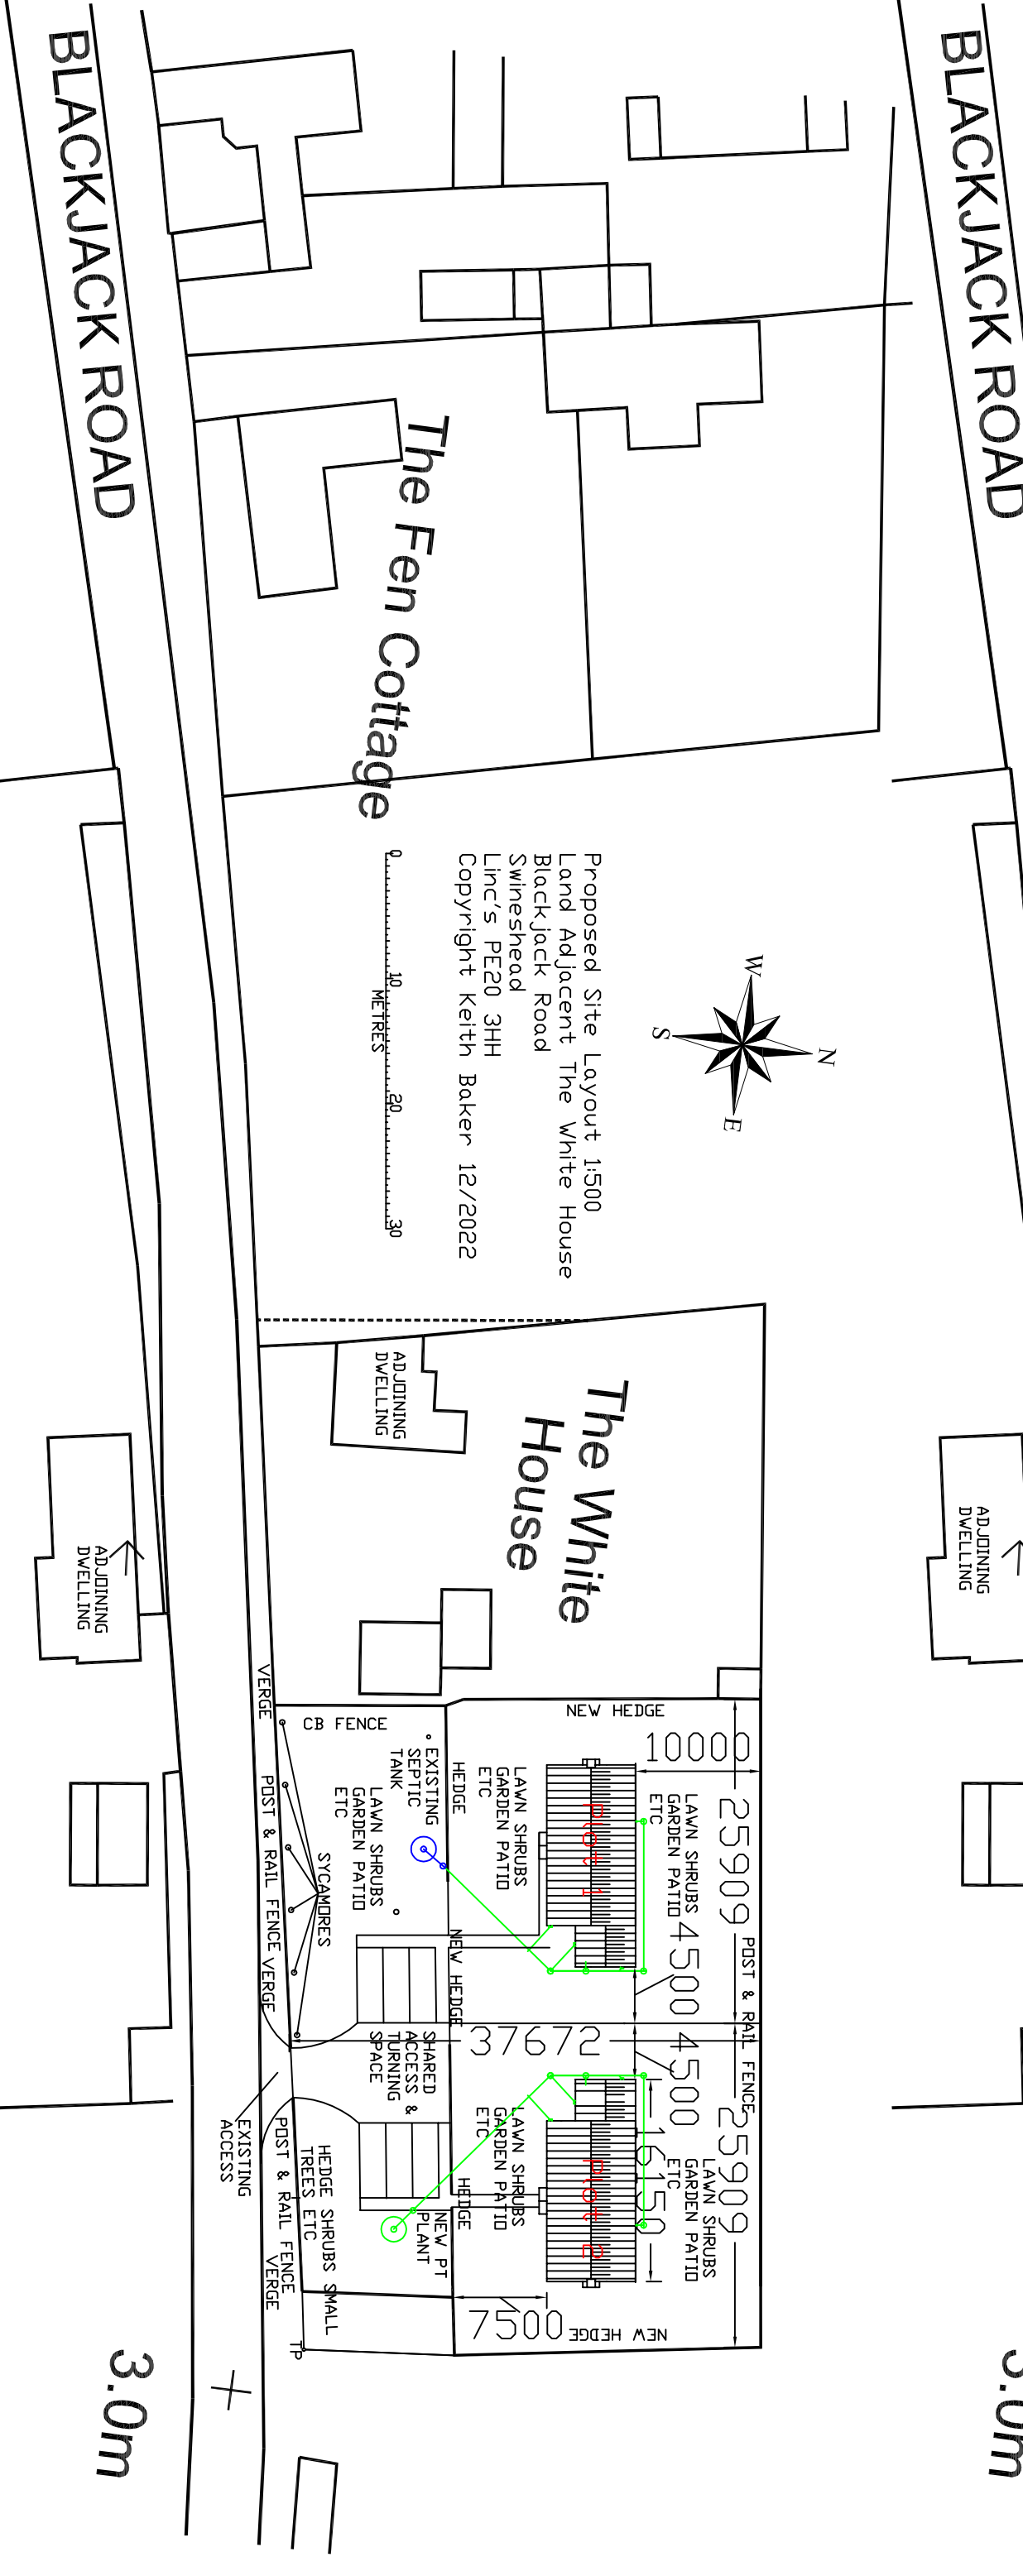 BLACKJACK ROAD
BLACKJACK ROAD
The Fen Cottage
Proposed Site Layout 1:500
Land Adjacent The White House
Blackjack Road
Swineshead
Linc's PE20 3HH
Copyright Keith Baker 12/2022
0 10 20 30
METRES
W
N
S
E
ADJOINING
DWELLING
The White
House
ADJOINING
DWELLING
ADJOINING
DWELLING
VERGE
CB FENCE
NEW HEDGE
10000
25909
EXISTING
SEPTIC
TANK
HEDGE
LAWN SHRUBS
GARDEN PATIO
ETC
LAWN SHRUBS
GARDEN PATIO
ETC
LAWN SHRUBS
GARDEN PATIO
ETC
Plot 1
POST & RAIL FENCE
SYCAMORES
VERGE
NEW HEDGE
4500
POST & RAIL FENCE
37672
4500
SHARED
ACCESS &
TURNING
SPACE
EXISTING
ACCESS
POST & RAIL FENCE
VERGE
HEDGE SHRUBS SMALL
TREES ETC
LAWN SHRUBS
GARDEN PATIO
ETC
HEDGE
NEW PT
PLANT
Plot 2
16150
LAWN SHRUBS
GARDEN PATIO
ETC
25909
7500
NEW HEDGE
TP
3.0m
3.0m